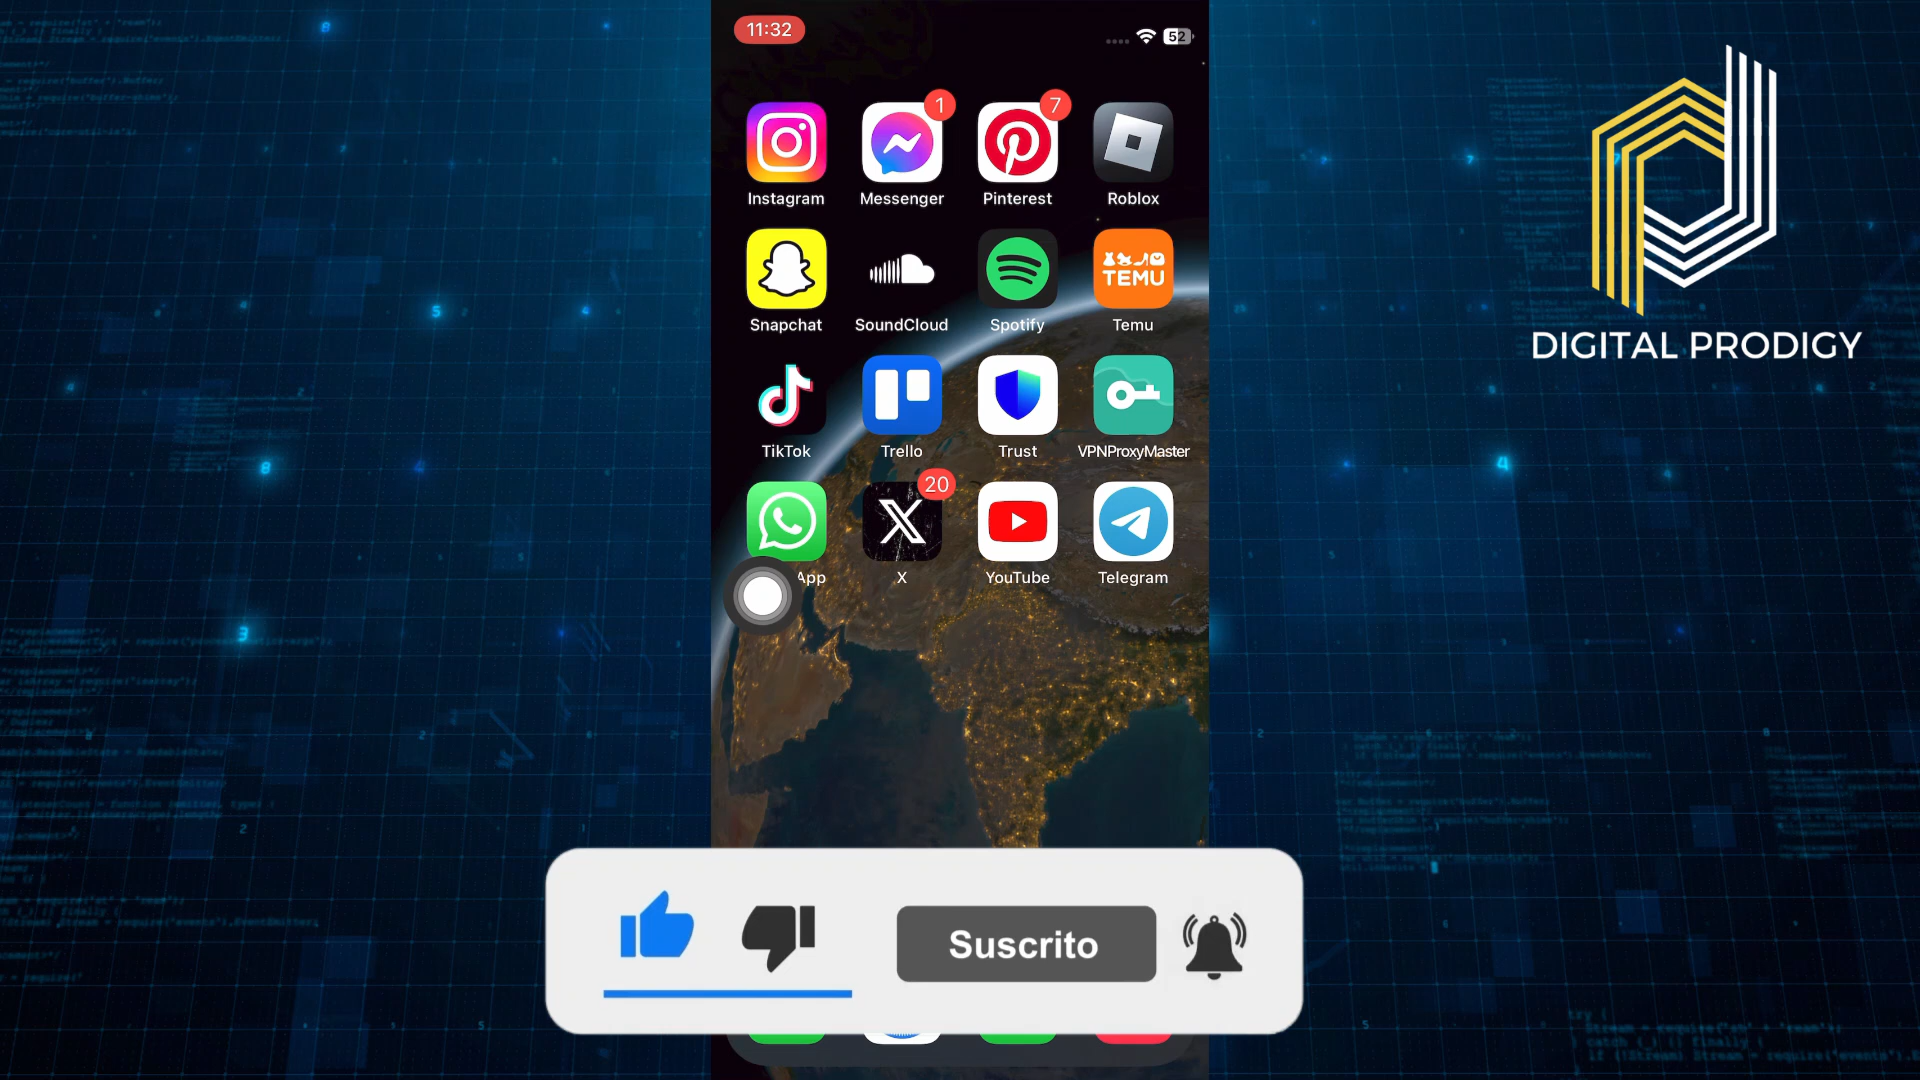 11:32
52
1
7
Instagram
Messenger
Pinterest
Roblox
TEMU
Snapchat
SoundCloud
Spotify
Temu
TikTok
Trello
Trust
VPNProxyMaster
20
App
X
YouTube
Telegram
DIGITAL PRODIGY
Suscrito